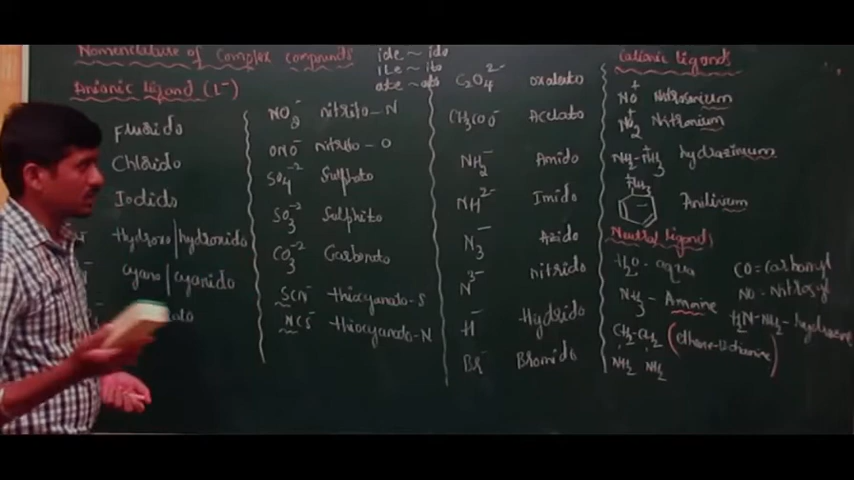 Nomenclature of Complex compounds
ide ~ ido
ite ~ ito
ate ~ ato
Anionic ligand (L⁻)
Fluorido
Chlorido
Iodido
Hydroxo | hydroxido
cyano | cyanido
NO₂⁻ nitrito-N
ONO⁻ nitrito-O
SO₄⁻² Sulphato
SO₃⁻² Sulphito
CO₃⁻² Carbonato
SCN⁻ thiocyanato-S
NCS⁻ thiocyanato-N
C₂O₄²⁻ oxalato
CH₃COO⁻ Acetato
NH₂⁻ Amido
NH²⁻ Imido
N₃⁻ Azido
N³⁻ nitrido
H⁻ Hydrido
Br⁻ Bromido
Cationic ligands
NO⁺ Nitrosonium
NO₂⁺ Nitronium
NH₂-NH₃⁺ hydrazinium
⁺NH₃ Anilinium
Neutral ligands
H₂O - aqua
NH₃ - Ammine
CH₂-CH₂ (ethane-1,2-diamine)
NH₂ NH₂
CO = Carbonyl
NO - Nitrosyl
H₂N-NH₂ - hydrazine